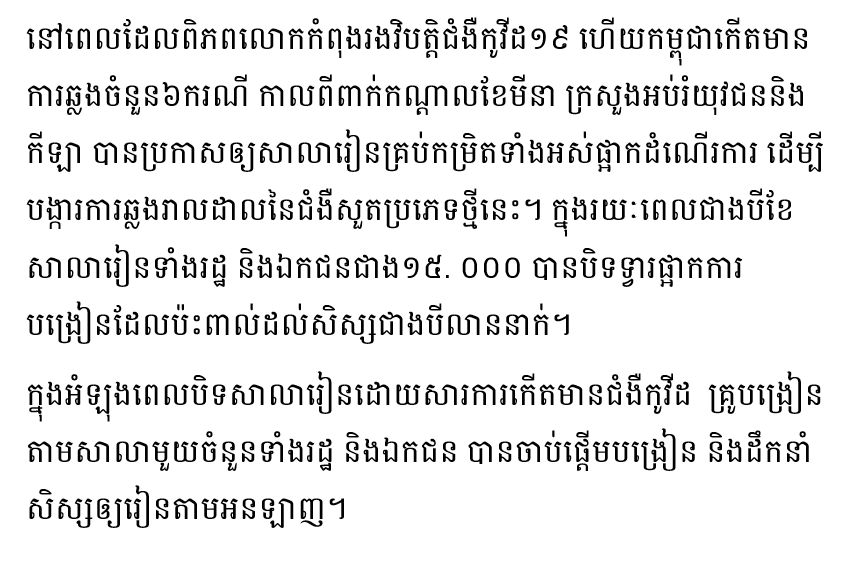 នៅពេលដែលពិភពលោកកំពុងរងវិបត្តិជំងឺកូវីដ១៩ ហើយកម្ពុជាកើតមាន
ការឆ្លងចំនួន៦ករណី កាលពីពាក់កណ្តាលខែមីនា ក្រសួងអប់រំយុវជននិង
កីឡា បានប្រកាសឲ្យសាលារៀនគ្រប់កម្រិតទាំងអស់ផ្អាកដំណើរការ ដើម្បី
បង្ការការឆ្លងរាលដាលនៃជំងឺសួតប្រភេទថ្មីនេះ។ ក្នុងរយៈពេលជាងបីខែ
សាលារៀនទាំងរដ្ឋ និងឯកជនជាង១៥. ០០០ បានបិទទ្វារផ្អាកការ
បង្រៀនដែលប៉ះពាល់ដល់សិស្សជាងបីលាននាក់។
ក្នុងអំឡុងពេលបិទសាលារៀនដោយសារការកើតមានជំងឺកូវីដ គ្រូបង្រៀន
តាមសាលាមួយចំនួនទាំងរដ្ឋ និងឯកជន បានចាប់ផ្តើមបង្រៀន និងដឹកនាំ
សិស្សឲ្យរៀនតាមអនឡាញ។